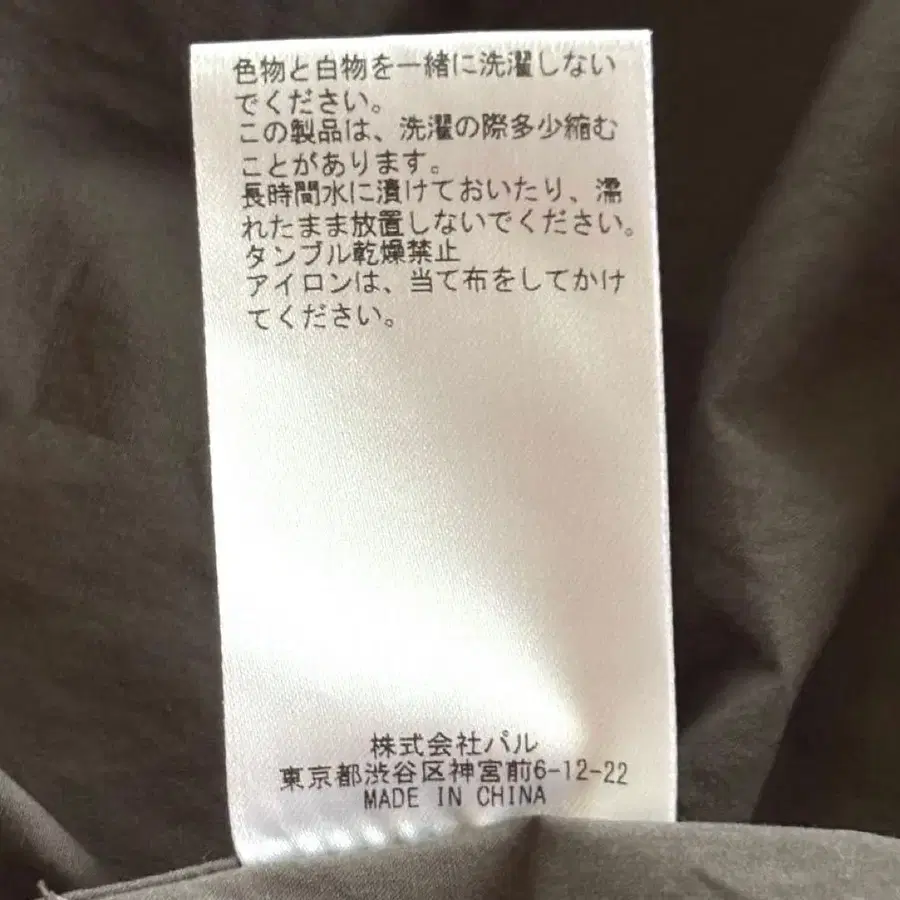 色物と白物を一緒に洗濯しない
でください。
この製品は、洗濯の際多少縮む
ことがあります。
長時間水に漬けておいたり、濡
れたまま放置しないでください。
タンブル乾燥禁止
アイロンは、当て布をしてかけ
てください。
株式会社パル
東京都渋谷区神宮前6-12-22
MADE IN CHINA